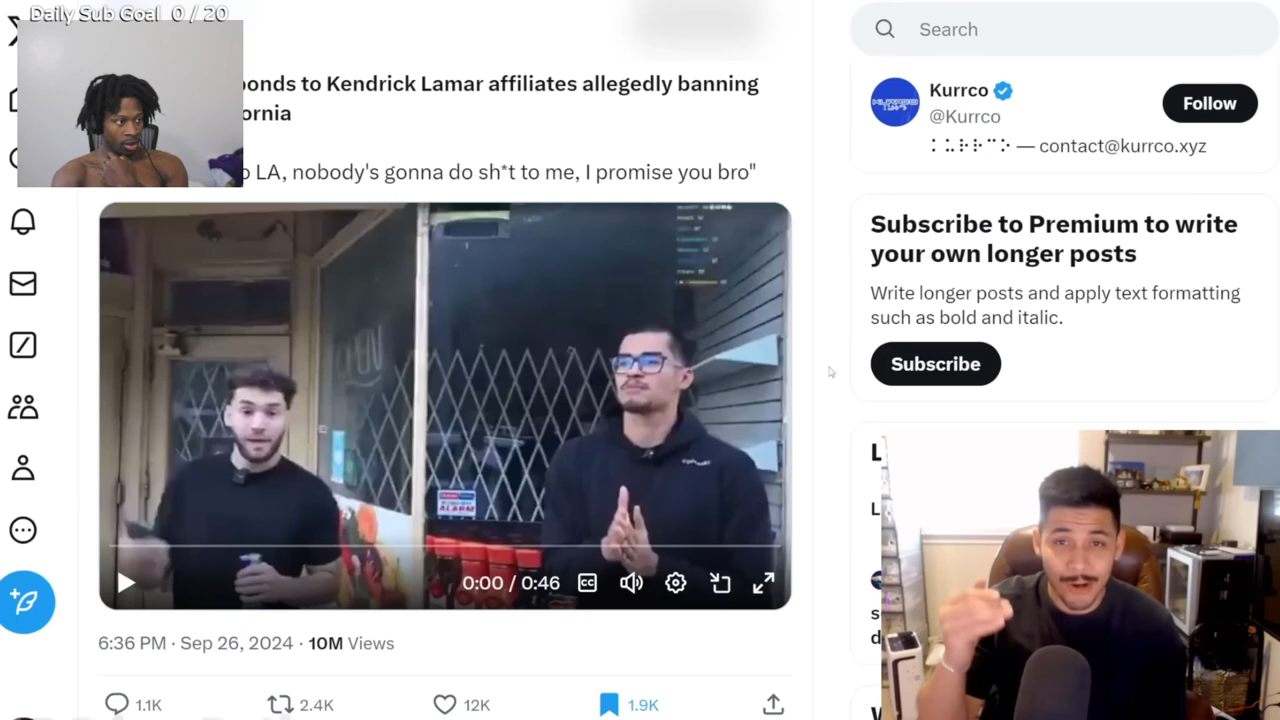 Daily Sub Goal 0 / 20
Search
onds to Kendrick Lamar affiliates allegedly banning
ornia
Kurrco
@Kurrco
Follow
— contact@kurrco.xyz
o LA, nobody's gonna do sh*t to me, I promise you bro"
Subscribe to Premium to write
your own longer posts
Write longer posts and apply text formatting
such as bold and italic.
Subscribe
OPEN
ALARM
0:00 / 0:46
CC
L
L
s
d
6:36 PM · Sep 26, 2024 · 10M Views
1.1K
2.4K
12K
1.9K